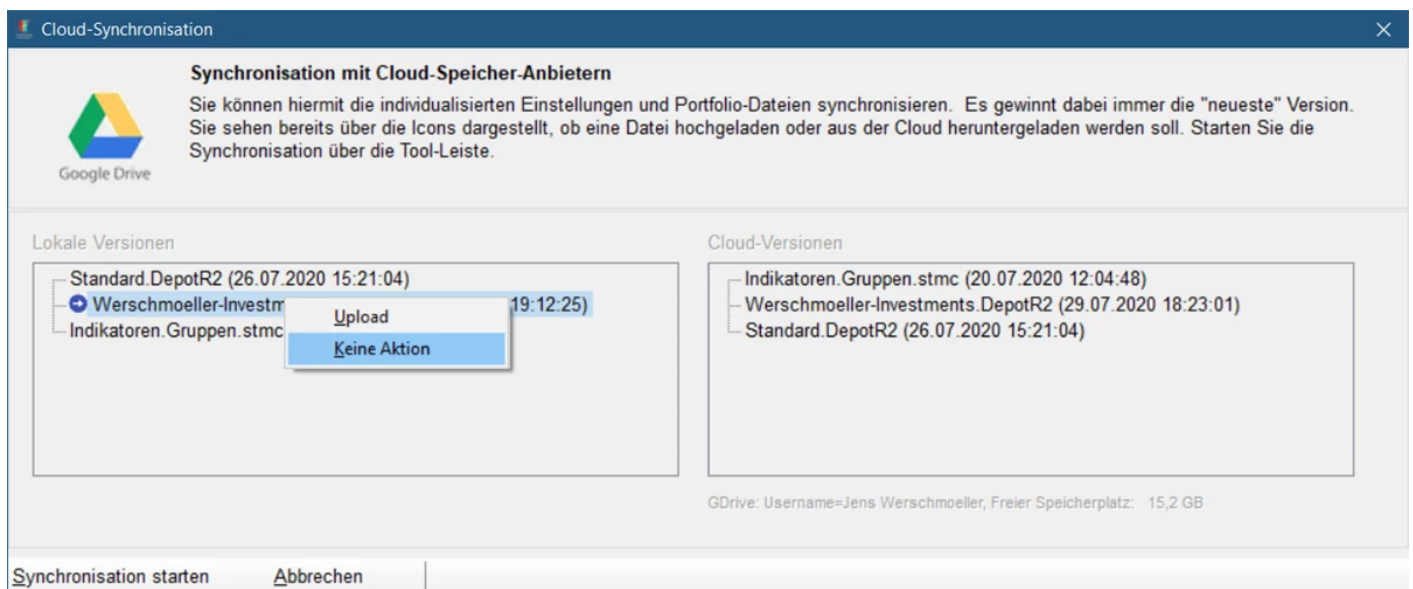 Cloud-Synchronisation
Synchronisation mit Cloud-Speicher-Anbietern
Sie können hiermit die individualisierten Einstellungen und Portfolio-Dateien synchronisieren. Es gewinnt dabei immer die "neueste" Version.
Sie sehen bereits über die Icons dargestellt, ob eine Datei hochgeladen oder aus der Cloud heruntergeladen werden soll. Starten Sie die
Synchronisation über die Tool-Leiste.
Google Drive
Lokale Versionen
Standard.DepotR2 (26.07.2020 15:21:04)
Werschmoeller-Investm 19:12:25)
Indikatoren.Gruppen.stmc
Upload
Keine Aktion
Cloud-Versionen
Indikatoren.Gruppen.stmc (20.07.2020 12:04:48)
Werschmoeller-Investments.DepotR2 (29.07.2020 18:23:01)
Standard.DepotR2 (26.07.2020 15:21:04)
GDrive: Username=Jens Werschmoeller, Freier Speicherplatz: 15,2 GB
Synchronisation starten Abbrechen